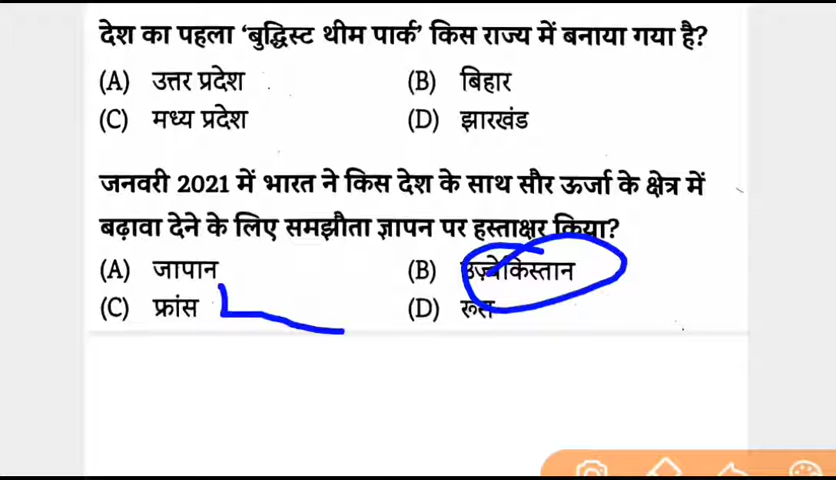 देश का पहला ‘बुद्धिस्ट थीम पार्क’ किस राज्य में बनाया गया है?
(A) उत्तर प्रदेश (B) बिहार
(C) मध्य प्रदेश (D) झारखंड
जनवरी 2021 में भारत ने किस देश के साथ सौर ऊर्जा के क्षेत्र में
बढ़ावा देने के लिए समझौता ज्ञापन पर हस्ताक्षर किया?
(A) जापान (B) उज़्बेकिस्तान
(C) फ्रांस (D) रूस